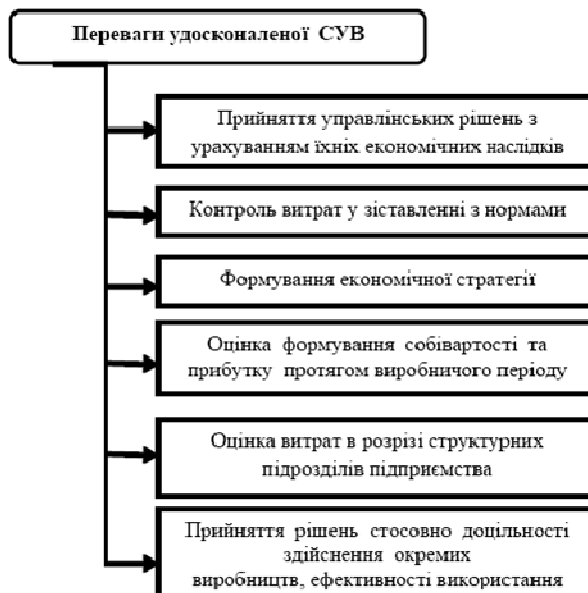 Переваги удосконаленої СУВ
Прийняття управлінських рішень з
урахуванням їхніх економічних наслідків
Контроль витрат у зіставленні з нормами
Формування економічної стратегії
Оцінка формування собівартості та
прибутку протягом виробничого періоду
Оцінка витрат в розрізі структурних
підрозділів підприємства
Прийняття рішень стосовно доцільності
здійснення окремих
виробництв, ефективності використання